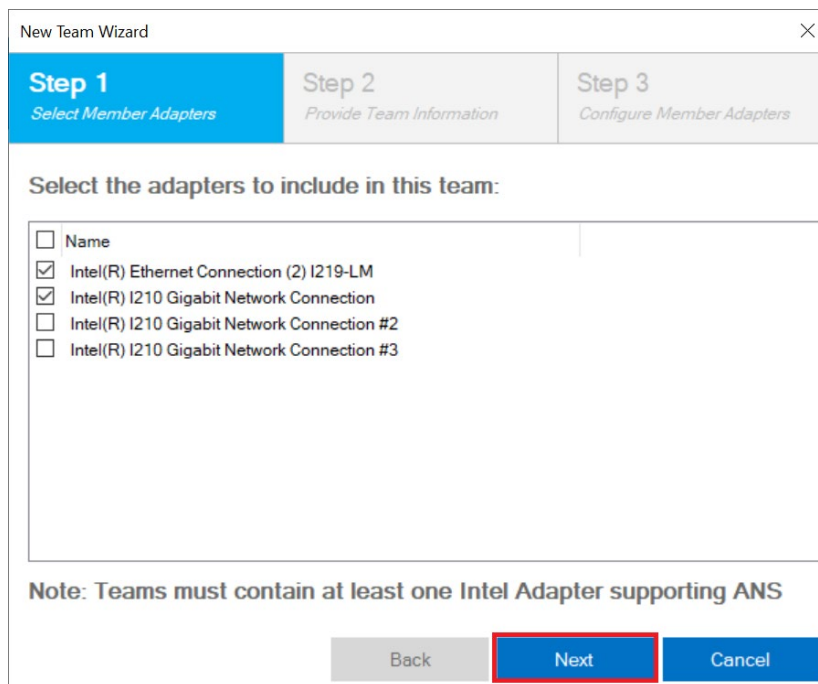 New Team Wizard
Step 1
Select Member Adapters
Step 2
Provide Team Information
Step 3
Configure Member Adapters
Select the adapters to include in this team:
Name
Intel(R) Ethernet Connection (2) I219-LM
Intel(R) I210 Gigabit Network Connection
Intel(R) I210 Gigabit Network Connection #2
Intel(R) I210 Gigabit Network Connection #3
Note: Teams must contain at least one Intel Adapter supporting ANS
Back Next Cancel